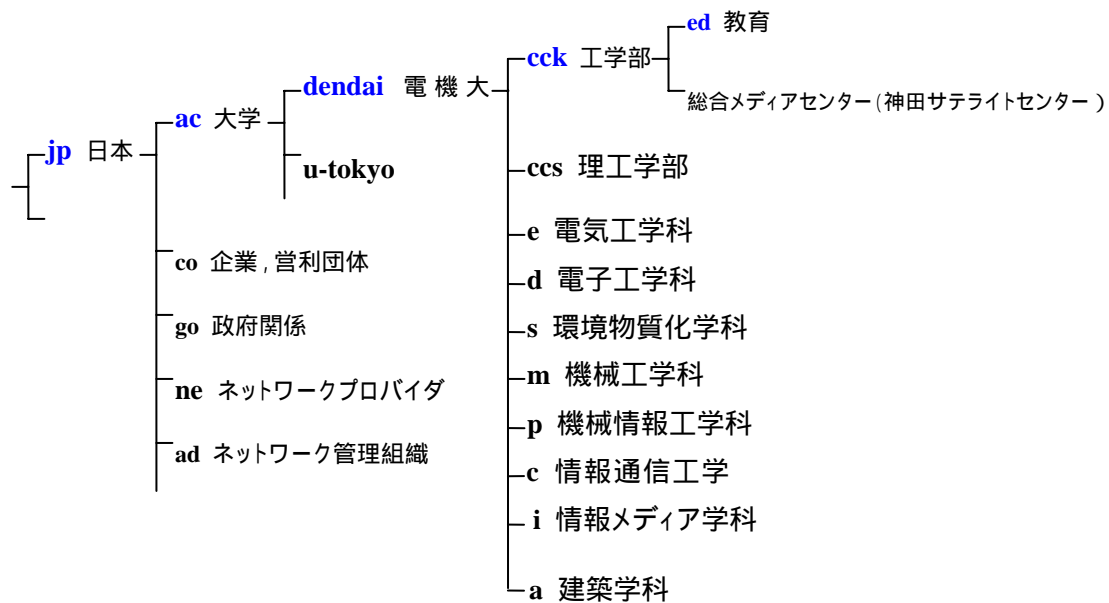 jp 日本
ac 大学
dendai 電機大
u-tokyo
co 企業,営利団体
go 政府関係
ne ネットワークプロバイダ
ad ネットワーク管理組織
cck 工学部
ed 教育
総合メディアセンター(神田サテライトセンター)
ccs 理工学部
e 電気工学科
d 電子工学科
s 環境物質化学科
m 機械工学科
p 機械情報工学科
c 情報通信工学
i 情報メディア学科
a 建築学科